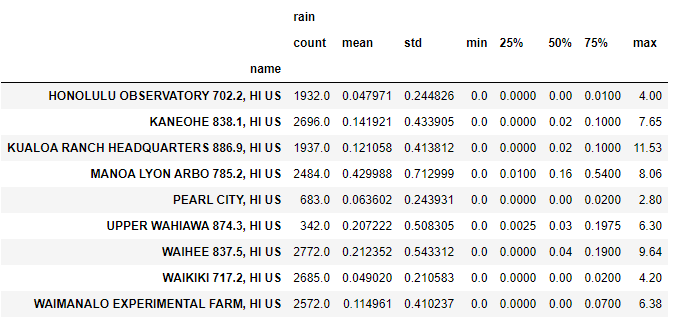 rain
count mean std min 25% 50% 75% max
name
HONOLULU OBSERVATORY 702.2, HI US 1932.0 0.047971 0.244826 0.0 0.0000 0.00 0.0100 4.00
KANEOHE 838.1, HI US 2696.0 0.141921 0.433905 0.0 0.0000 0.02 0.1000 7.65
KUALOA RANCH HEADQUARTERS 886.9, HI US 1937.0 0.121058 0.413812 0.0 0.0000 0.02 0.1000 11.53
MANOA LYON ARBO 785.2, HI US 2484.0 0.429988 0.712999 0.0 0.0100 0.16 0.5400 8.06
PEARL CITY, HI US 683.0 0.063602 0.243931 0.0 0.0000 0.00 0.0200 2.80
UPPER WAHIAWA 874.3, HI US 342.0 0.207222 0.508305 0.0 0.0025 0.03 0.1975 6.30
WAIHEE 837.5, HI US 2772.0 0.212352 0.543312 0.0 0.0000 0.04 0.1900 9.64
WAIKIKI 717.2, HI US 2685.0 0.049020 0.210583 0.0 0.0000 0.00 0.0200 4.20
WAIMANALO EXPERIMENTAL FARM, HI US 2572.0 0.114961 0.410237 0.0 0.0000 0.00 0.0700 6.38